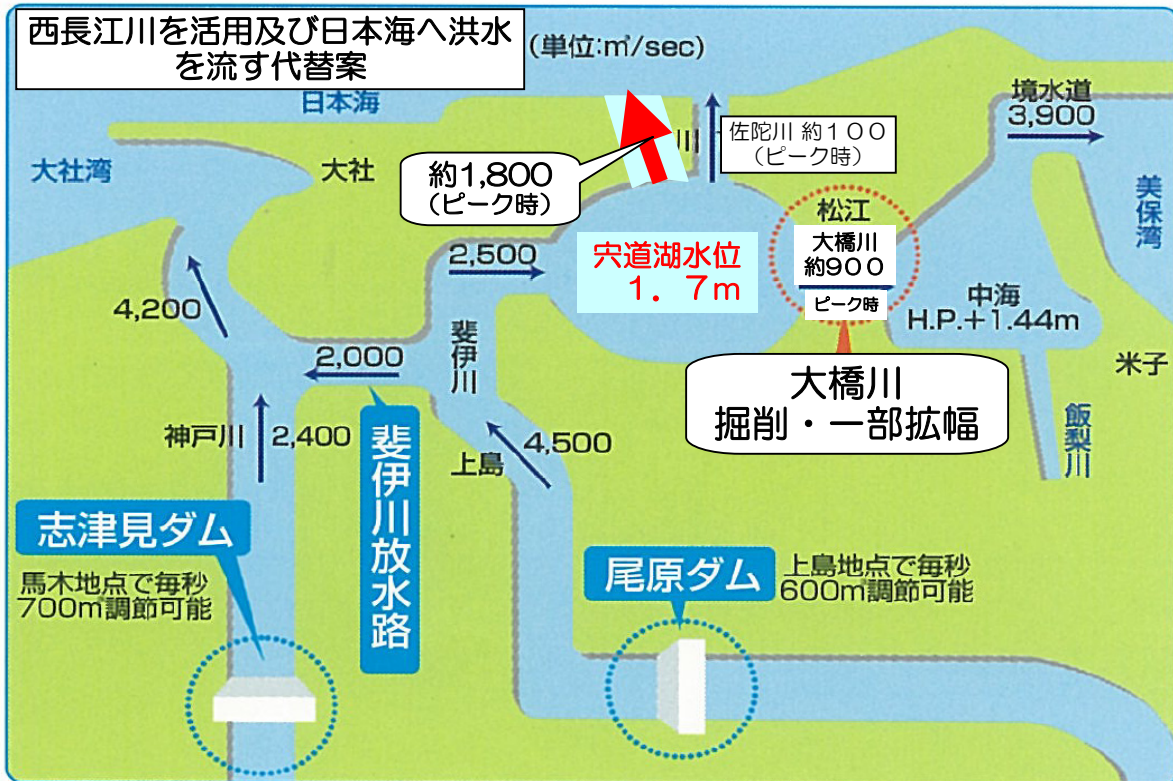 西長江川を活用及び日本海へ洪水
を流す代替案
(単位:㎥/sec)
日本海
境水道
3,900
大社湾
大社
約1,800
(ピーク時)
川
佐陀川 約100
(ピーク時)
美保湾
松江
大橋川
約900
ピーク時
2,500
宍道湖水位
1.7m
中海
H.P.+1.44m
4,200
斐伊川
2,000
米子
大橋川
掘削・一部拡幅
飯梨川
神戸川
2,400
斐伊川放水路
上島
4,500
志津見ダム
馬木地点で毎秒
700㎥調節可能
尾原ダム
上島地点で毎秒
600㎥調節可能